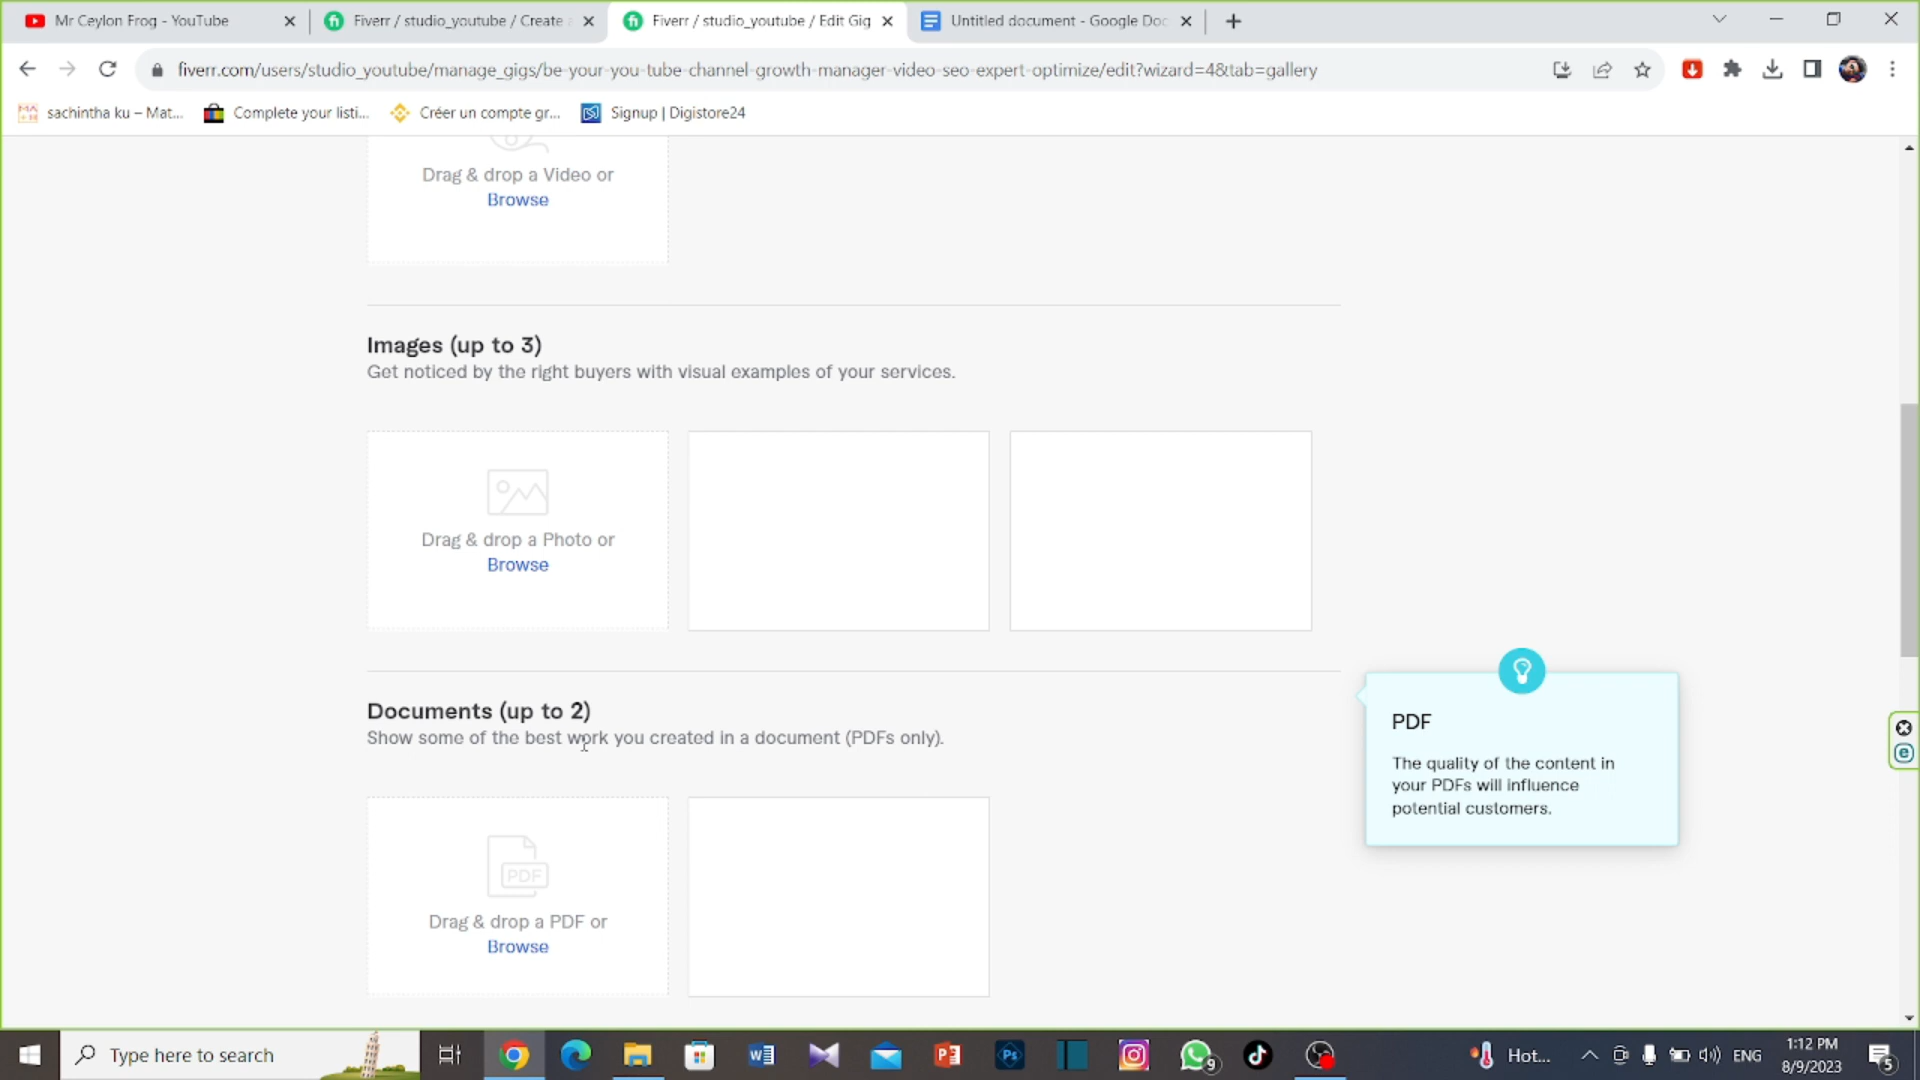 Mr Ceylon Frog - YouTube
Fiverr / studio_youtube / Create
Fiverr / studio_youtube / Edit Gig
Untitled document - Google Doc
fiverr.com/users/studio_youtube/manage_gigs/be-your-you-tube-channel-growth-manager-video-seo-expert-optimize/edit?wizard=4&tab=gallery
sachintha ku – Mat...
Complete your listi...
Créer un compte gr...
Signup | Digistore24
Drag & drop a Video or
Browse
Images (up to 3)
Get noticed by the right buyers with visual examples of your services.
Drag & drop a Photo or
Browse
Documents (up to 2)
Show some of the best work you created in a document (PDFs only).
PDF
The quality of the content in
your PDFs will influence
potential customers.
PDF
Drag & drop a PDF or
Browse
Type here to search
Ps
9
Hot...
ENG
1:12 PM
8/9/2023
5